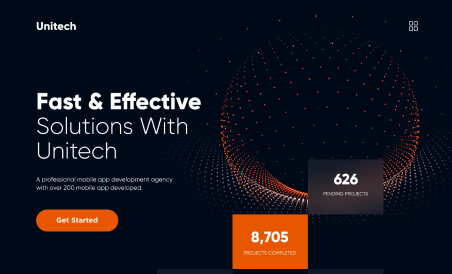 Unitech
Fast & Effective
Solutions With
Unitech
A professional mobile app development agency
with over 200 mobile app developed.
Get Started
626
PENDING PROJECTS
8,705
PROJECTS COMPLETED